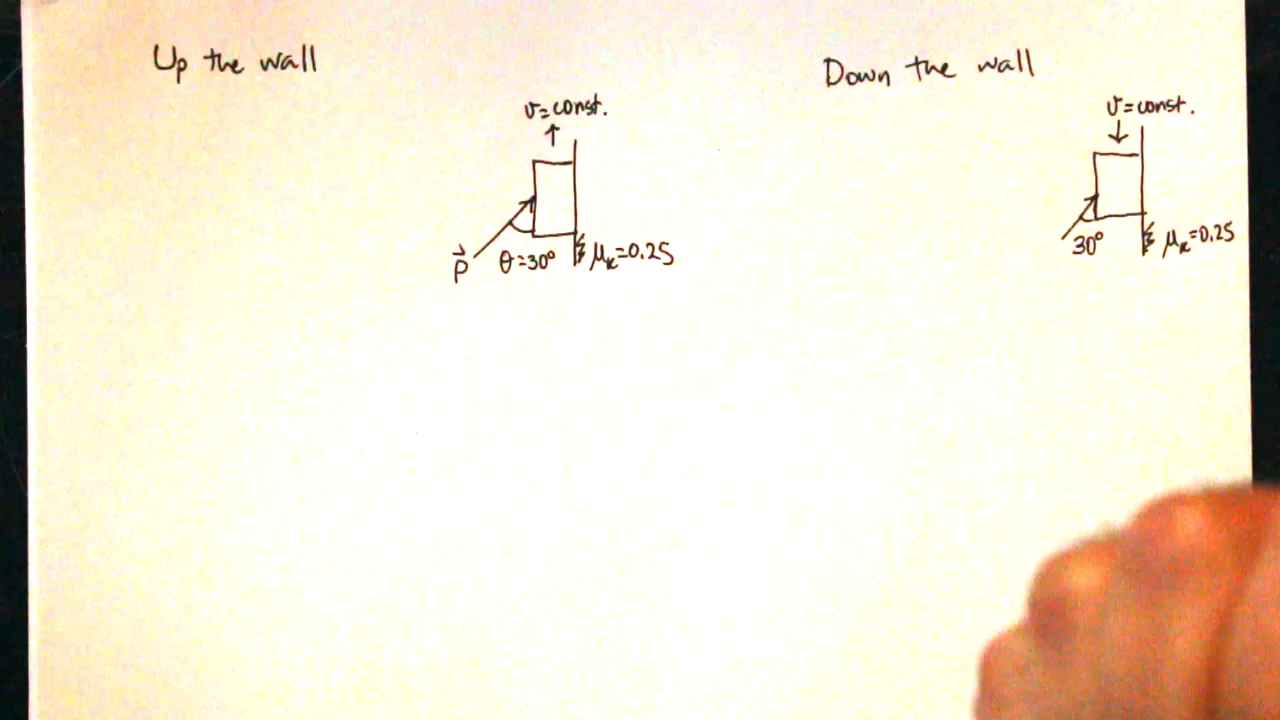 Up the wall
v=const.
P⃗
θ=30°
μₖ=0.25
Down the wall
v=const.
30°
μₖ=0.25